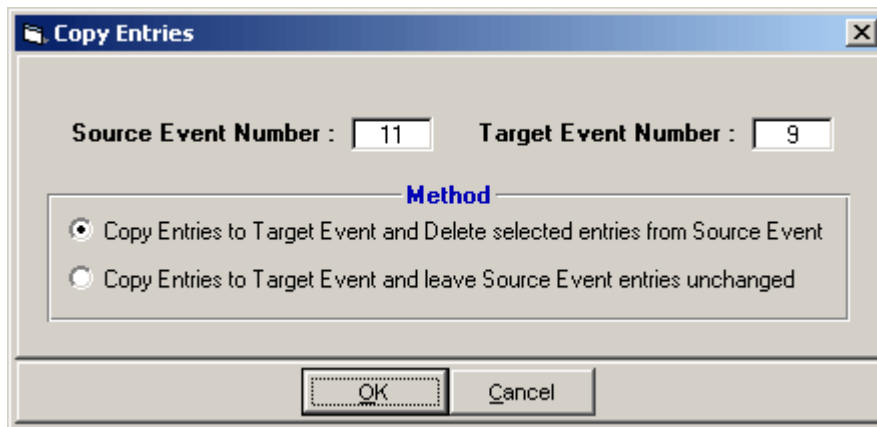 Copy Entries
Source Event Number : 11 Target Event Number : 9
Method
Copy Entries to Target Event and Delete selected entries from Source Event
Copy Entries to Target Event and leave Source Event entries unchanged
OK Cancel